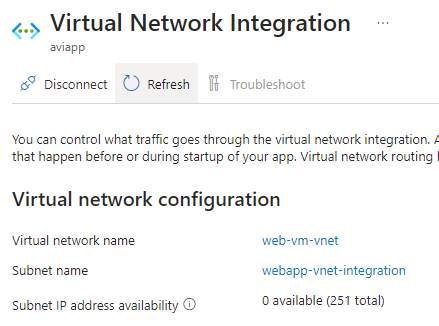 Virtual Network Integration ...
aviapp
Disconnect Refresh Troubleshoot
You can control what traffic goes through the virtual network integration.
that happen before or during startup of your app. Virtual network routing
Virtual network configuration
Virtual network name web-vm-vnet
Subnet name webapp-vnet-integration
Subnet IP address availability 0 available (251 total)